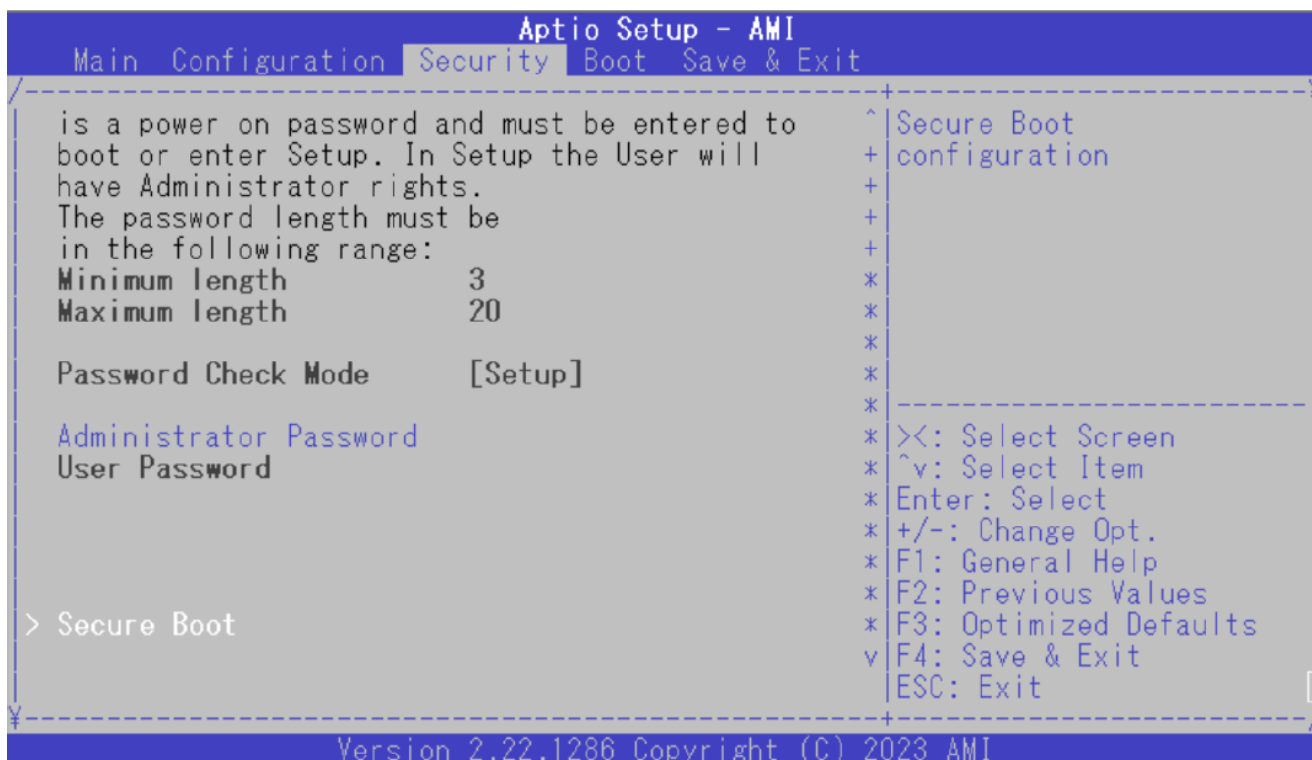 Aptio Setup - AMI
Main Configuration Security Boot Save & Exit
is a power on password and must be entered to
boot or enter Setup. In Setup the User will
have Administrator rights.
The password length must be
in the following range:
Minimum length 3
Maximum length 20
Password Check Mode [Setup]
Administrator Password
User Password
> Secure Boot
Secure Boot
configuration
><: Select Screen
^v: Select Item
Enter: Select
+/-: Change Opt.
F1: General Help
F2: Previous Values
F3: Optimized Defaults
F4: Save & Exit
ESC: Exit
Version 2.22.1286 Copyright (C) 2023 AMI